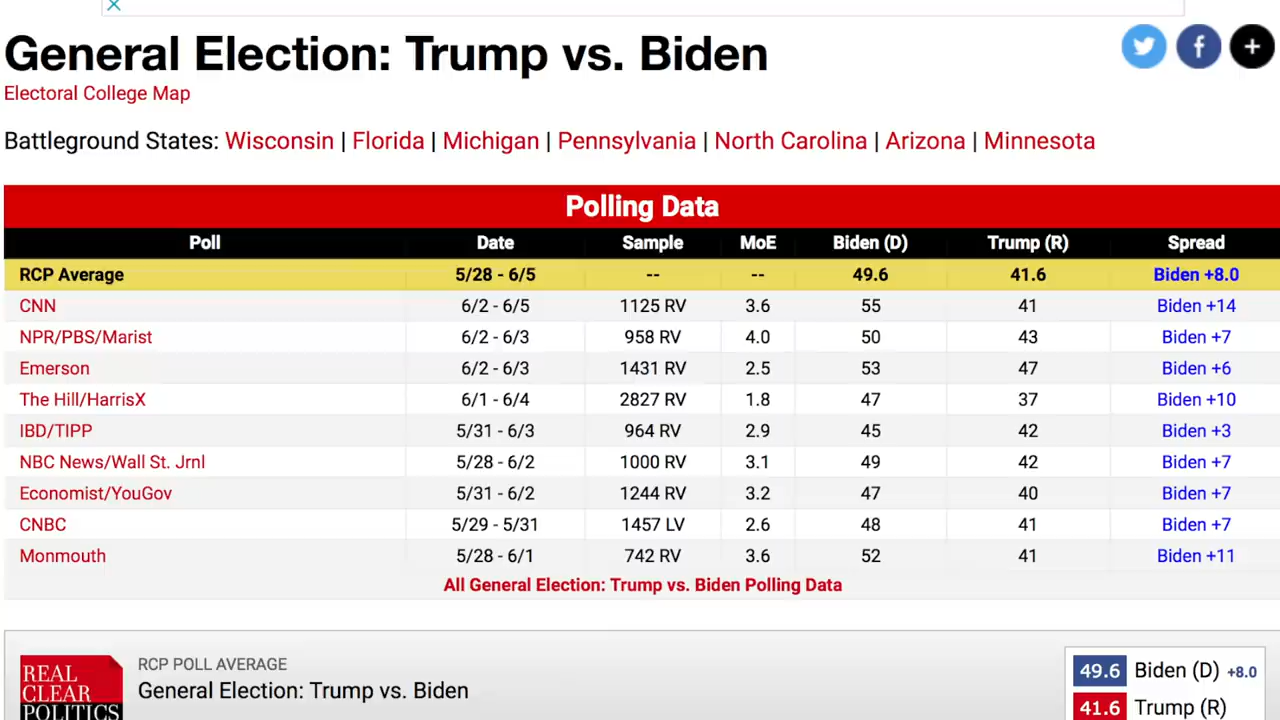 General Election: Trump vs. Biden
Electoral College Map
Battleground States: Wisconsin | Florida | Michigan | Pennsylvania | North Carolina | Arizona | Minnesota
Polling Data
Poll Date Sample MoE Biden (D) Trump (R) Spread
RCP Average 5/28 - 6/5 -- -- 49.6 41.6 Biden +8.0
CNN 6/2 - 6/5 1125 RV 3.6 55 41 Biden +14
NPR/PBS/Marist 6/2 - 6/3 958 RV 4.0 50 43 Biden +7
Emerson 6/2 - 6/3 1431 RV 2.5 53 47 Biden +6
The Hill/HarrisX 6/1 - 6/4 2827 RV 1.8 47 37 Biden +10
IBD/TIPP 5/31 - 6/3 964 RV 2.9 45 42 Biden +3
NBC News/Wall St. Jrnl 5/28 - 6/2 1000 RV 3.1 49 42 Biden +7
Economist/YouGov 5/31 - 6/2 1244 RV 3.2 47 40 Biden +7
CNBC 5/29 - 5/31 1457 LV 2.6 48 41 Biden +7
Monmouth 5/28 - 6/1 742 RV 3.6 52 41 Biden +11
All General Election: Trump vs. Biden Polling Data
REAL
CLEAR
POLITICS
RCP POLL AVERAGE
General Election: Trump vs. Biden
49.6 Biden (D) +8.0
41.6 Trump (R)